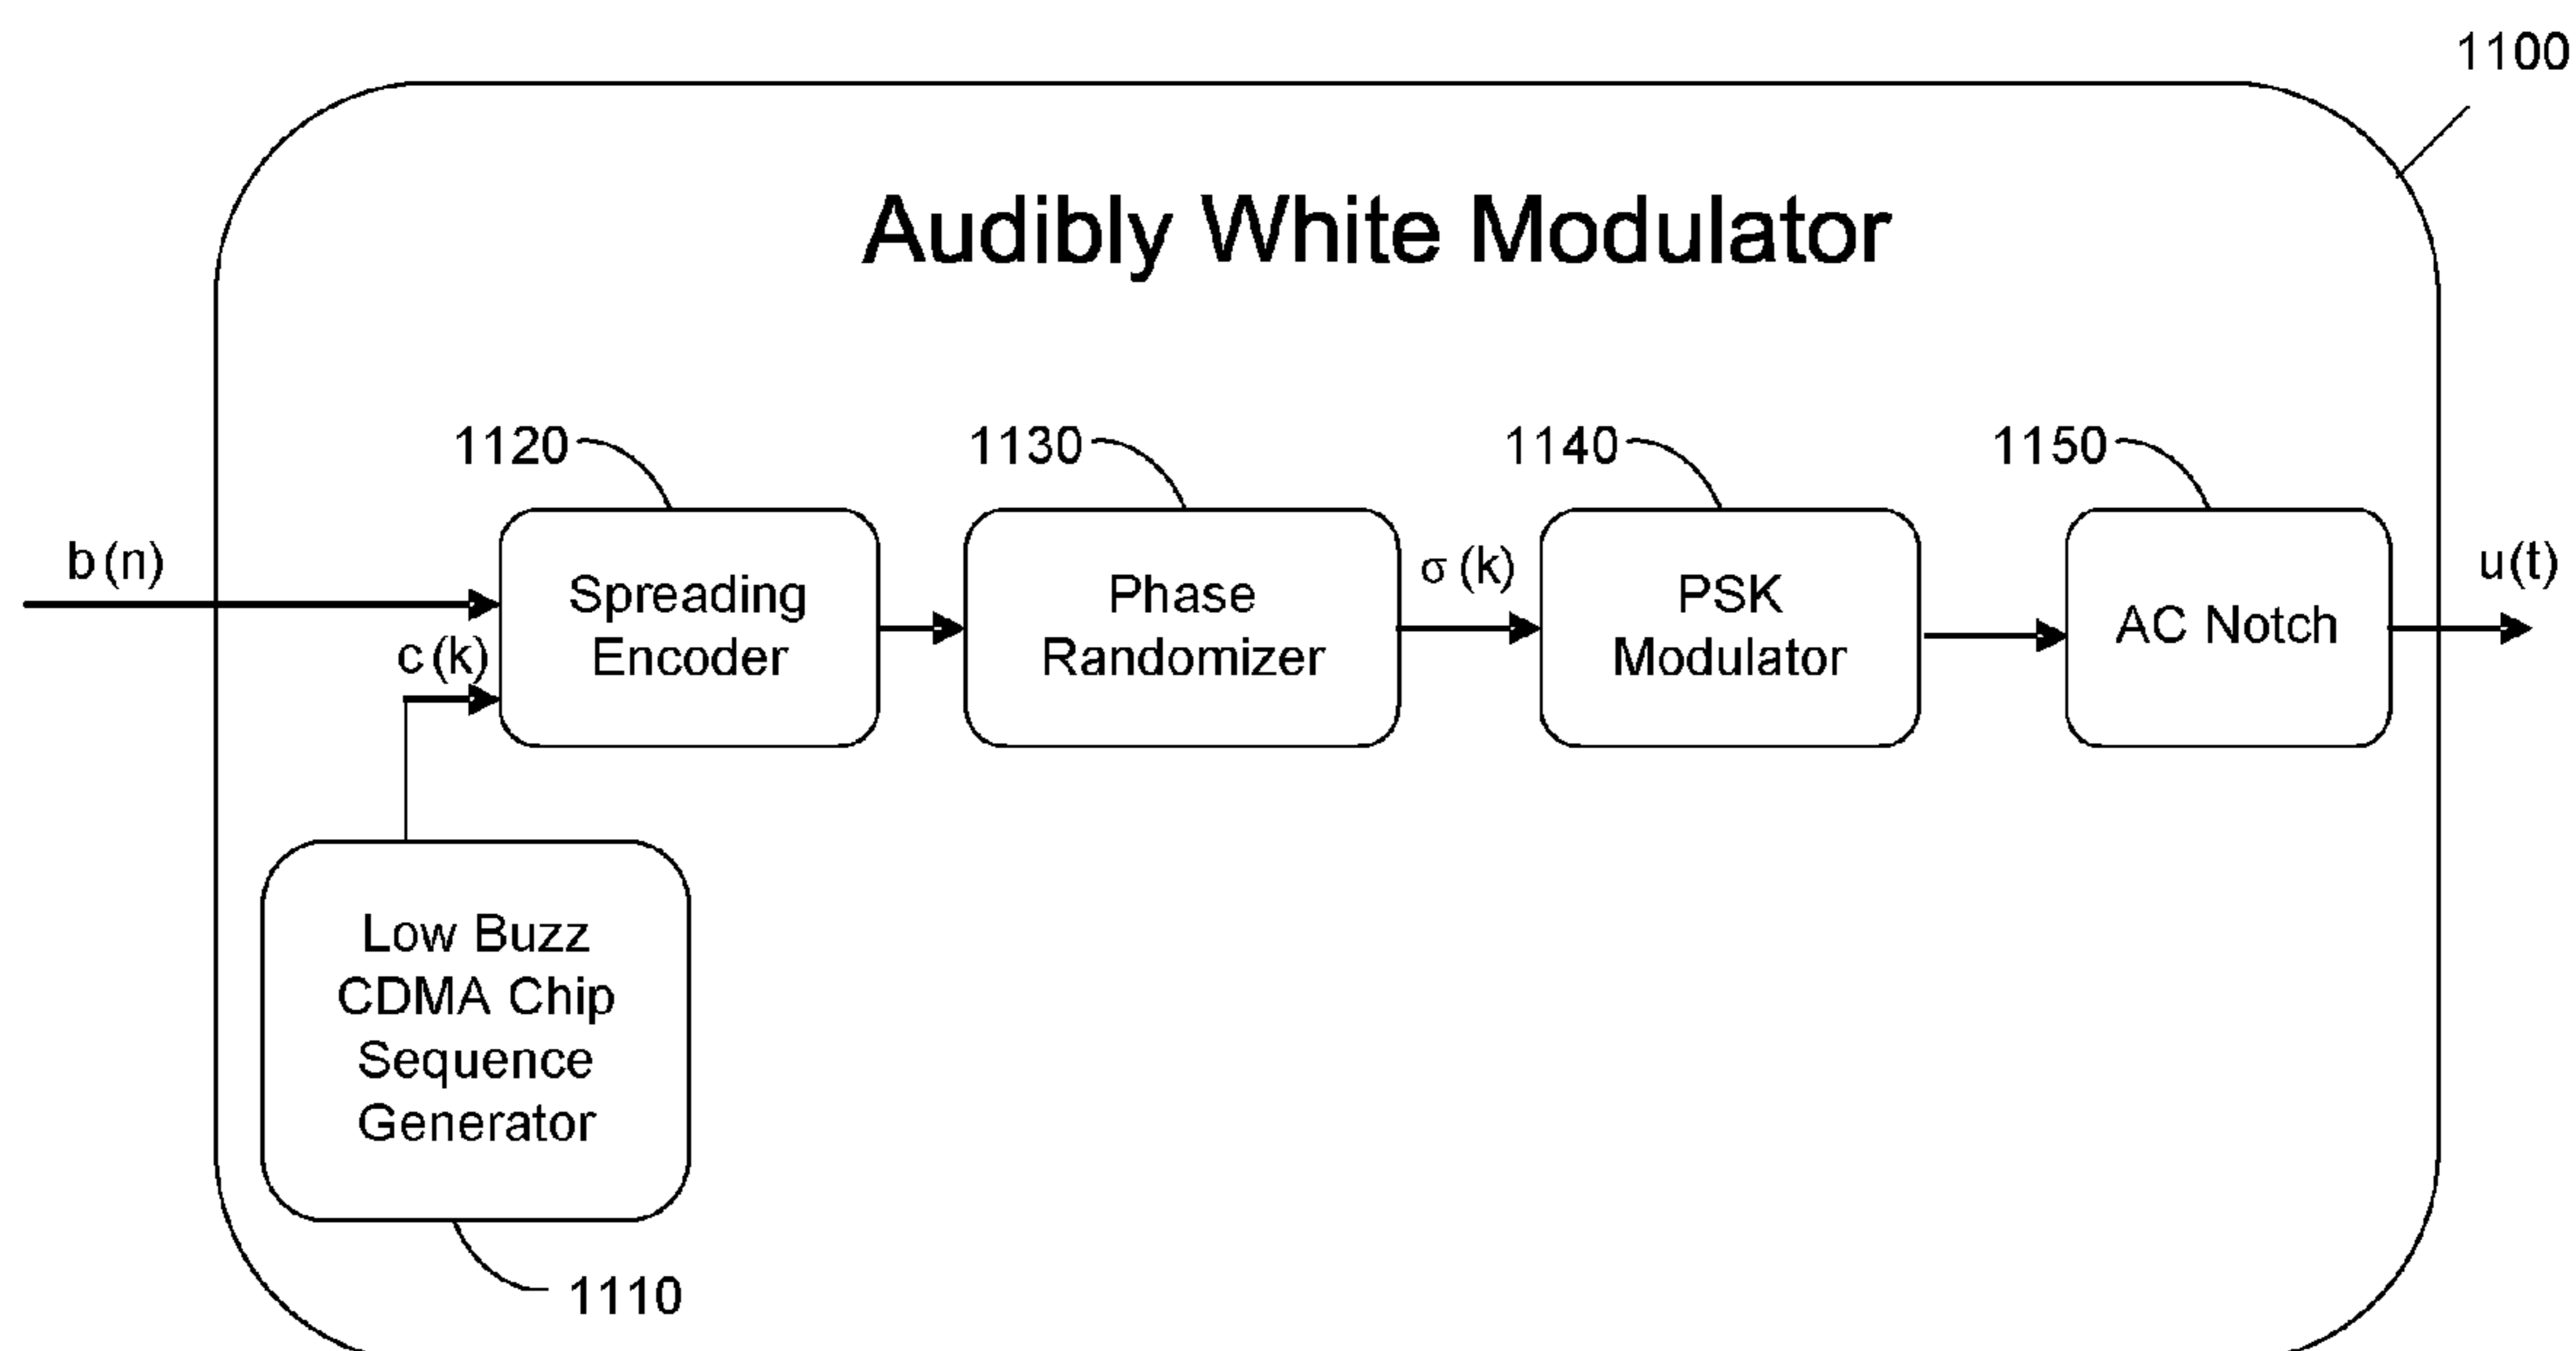 1100
Audibly White Modulator
1120
1130
1140
1150
b(n)
c(k)
Spreading
Encoder
Phase
Randomizer
σ(k)
PSK
Modulator
AC Notch
u(t)
Low Buzz
CDMA Chip
Sequence
Generator
1110